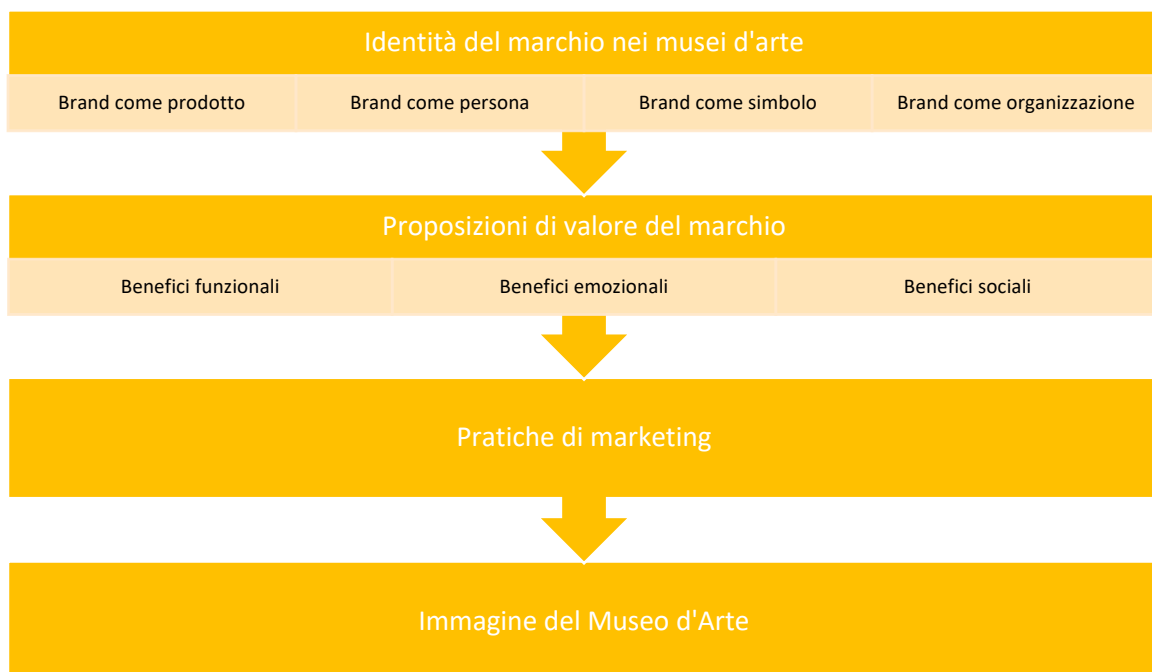 Identità del marchio nei musei d'arte
Brand come prodotto
Brand come persona
Brand come simbolo
Brand come organizzazione
Proposizioni di valore del marchio
Benefici funzionali
Benefici emozionali
Benefici sociali
Pratiche di marketing
Immagine del Museo d'Arte